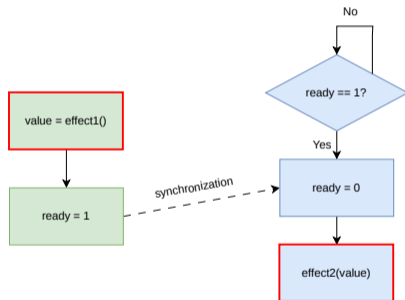 No
ready == 1?
value = effect1()
Yes
synchronization
ready = 0
ready = 1
effect2(value)